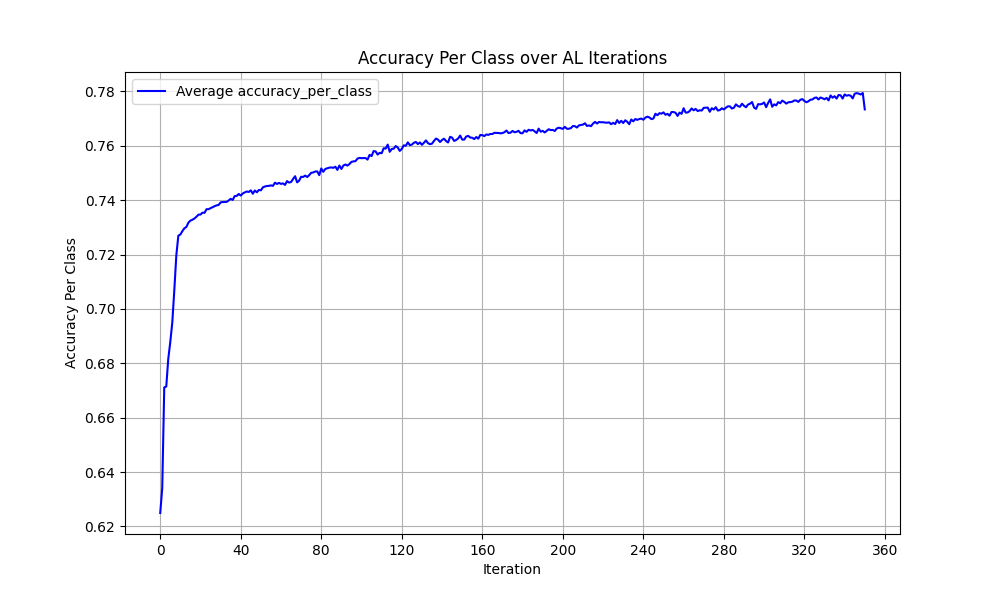 Accuracy Per Class over AL Iterations
Average accuracy_per_class
Accuracy Per Class
0.78
0.76
0.74
0.72
0.70
0.68
0.66
0.64
0.62
0 40 80 120 160 200 240 280 320 360
Iteration